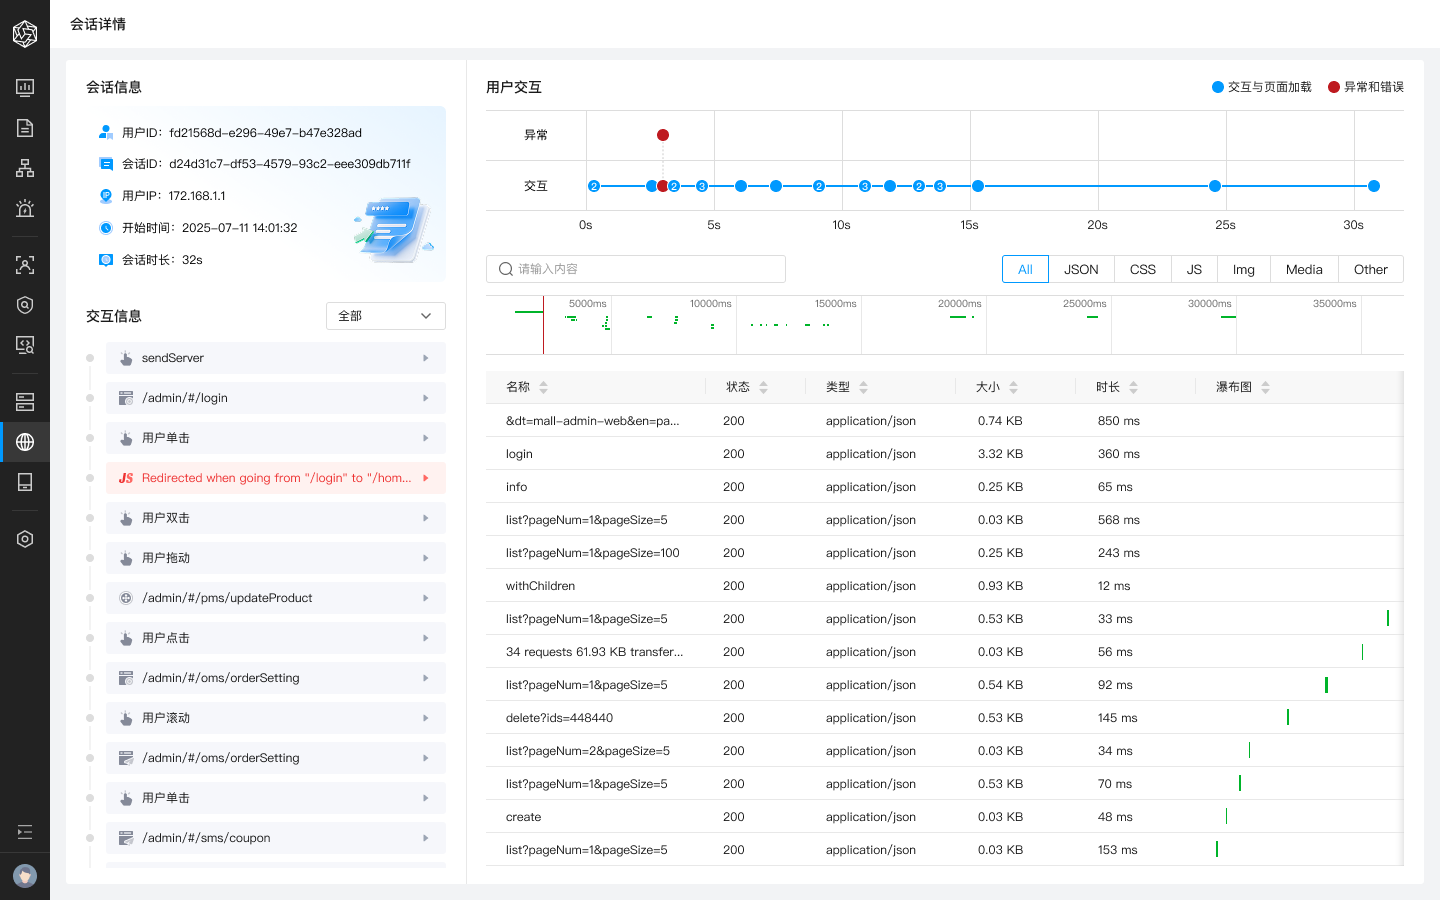 会话详情
会话信息
用户ID: fd21568d-e296-49e7-b47e328ad
会话ID: d24d31c7-df53-4579-93c2-eee309db711f
用户IP: 172.168.1.1
开始时间: 2025-07-11 14:01:32
会话时长: 32s
交互信息
全部
sendServer
/admin/#/login
用户单击
JS Redirected when going from "/login" to "/hom...
用户双击
用户拖动
/admin/#/pms/updateProduct
用户点击
/admin/#/oms/orderSetting
用户滚动
/admin/#/oms/orderSetting
用户单击
/admin/#/sms/coupon
用户交互
交互与页面加载 异常和错误
异常
交互 2 2 3 2 3 2 3
0s 5s 10s 15s 20s 25s 30s
请输入内容
All JSON CSS JS Img Media Other
5000ms 10000ms 15000ms 20000ms 25000ms 30000ms 35000ms
名称 状态 类型 大小 时长 瀑布图
&dt=mall-admin-web&en=pa... 200 application/json 0.74 KB 850 ms
login 200 application/json 3.32 KB 360 ms
info 200 application/json 0.25 KB 65 ms
list?pageNum=1&pageSize=5 200 application/json 0.03 KB 568 ms
list?pageNum=1&pageSize=100 200 application/json 0.25 KB 243 ms
withChildren 200 application/json 0.93 KB 12 ms
list?pageNum=1&pageSize=5 200 application/json 0.53 KB 33 ms
34 requests 61.93 KB transfer... 200 application/json 0.03 KB 56 ms
list?pageNum=1&pageSize=5 200 application/json 0.54 KB 92 ms
delete?ids=448440 200 application/json 0.53 KB 145 ms
list?pageNum=2&pageSize=5 200 application/json 0.03 KB 34 ms
list?pageNum=1&pageSize=5 200 application/json 0.53 KB 70 ms
create 200 application/json 0.03 KB 48 ms
list?pageNum=1&pageSize=5 200 application/json 0.03 KB 153 ms